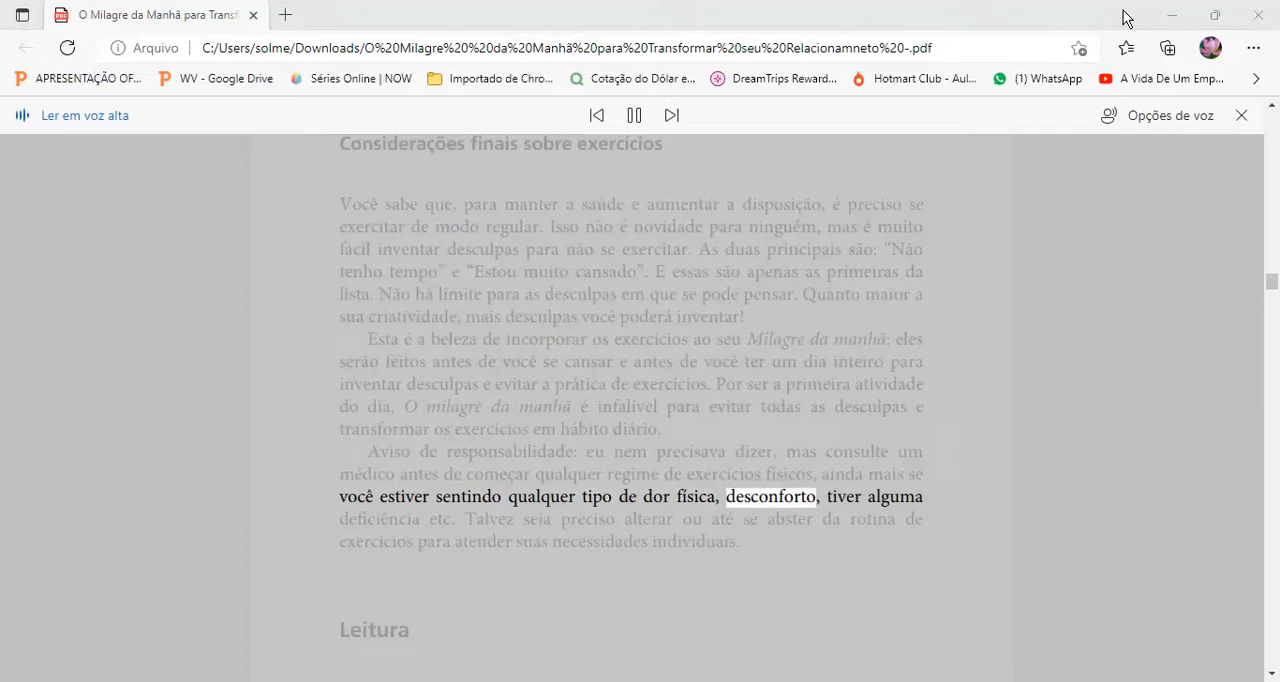 O Milagre da Manhã para Transf
Arquivo
C:/Users/solme/Downloads/O%20Milagre%20%20da%20Manhã%20para%20Transformar%20seu%20Relacionamneto%20-.pdf
APRESENTAÇÃO OF...
WV - Google Drive
Séries Online | NOW
Importado de Chro...
Cotação do Dólar e...
DreamTrips Reward...
Hotmart Club - Aul...
(1) WhatsApp
A Vida De Um Emp...
Ler em voz alta
Opções de voz
Considerações finais sobre exercícios
Você sabe que, para manter a saúde e aumentar a disposição, é preciso se
exercitar de modo regular. Isso não é novidade para ninguém, mas é muito
fácil inventar desculpas para não se exercitar. As duas principais são: “Não
tenho tempo” e “Estou muito cansado”. E essas são apenas as primeiras da
lista. Não há limite para as desculpas em que se pode pensar. Quanto maior a
sua criatividade, mais desculpas você poderá inventar!
Esta é a beleza de incorporar os exercícios ao seu Milagre da manhã: eles
serão feitos antes de você se cansar e antes de você ter um dia inteiro para
inventar desculpas e evitar a prática de exercícios. Por ser a primeira atividade
do dia, O milagre da manhã é infalível para evitar todas as desculpas e
transformar os exercícios em hábito diário.
Aviso de responsabilidade: eu nem precisava dizer, mas consulte um
médico antes de começar qualquer regime de exercícios físicos, ainda mais se
você estiver sentindo qualquer tipo de dor física, desconforto, tiver alguma
deficiência etc. Talvez seja preciso alterar ou até se abster da rotina de
exercícios para atender suas necessidades individuais.
Leitura